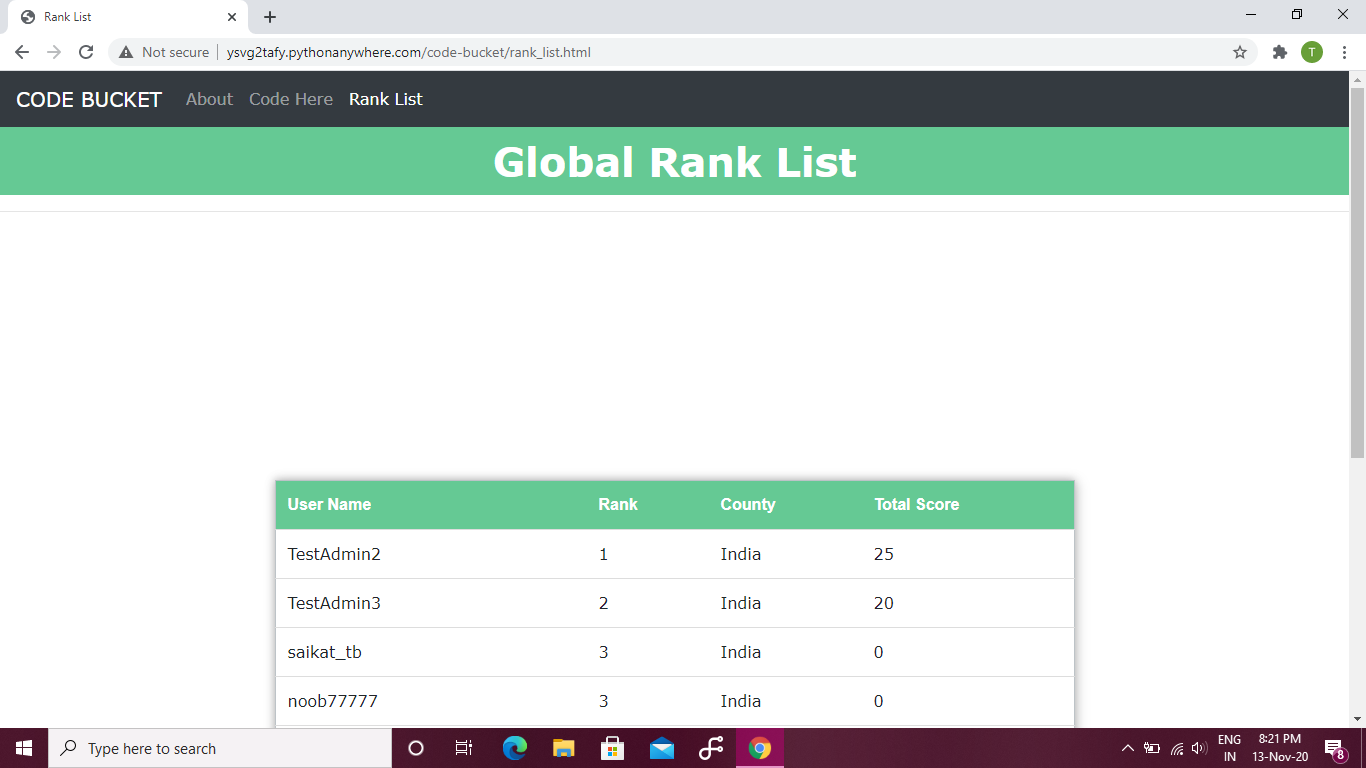 Rank List
Not secure ysvg2tafy.pythonanywhere.com/code-bucket/rank_list.html
T
CODE BUCKET About Code Here Rank List
Global Rank List
User Name Rank County Total Score
TestAdmin2 1 India 25
TestAdmin3 2 India 20
saikat_tb 3 India 0
noob77777 3 India 0
Type here to search
ENG 8:21 PM
IN 13-Nov-20 8